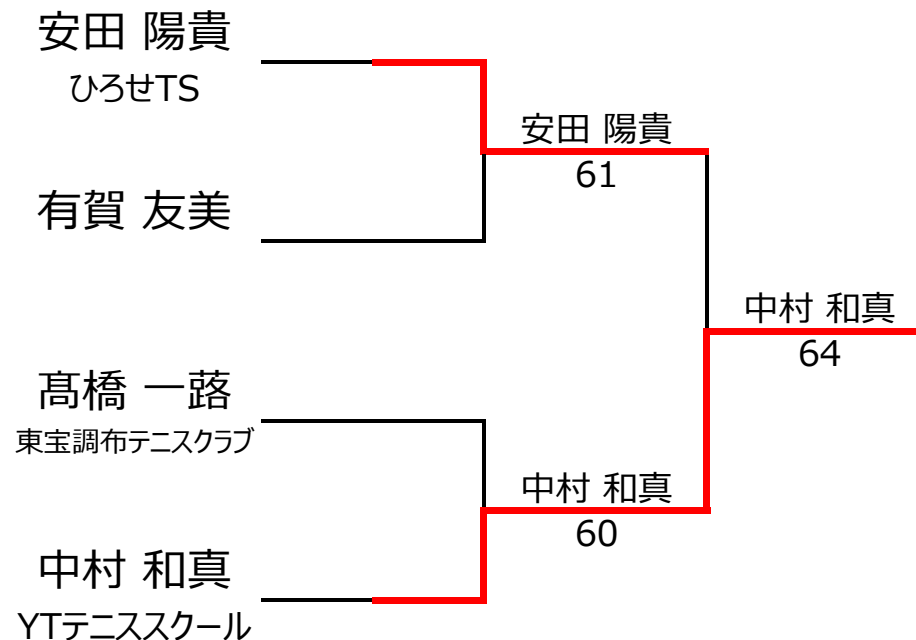 安田 陽貴
ひろせTS
安田 陽貴
61
有賀 友美
中村 和真
64
髙橋 一蕗
東宝調布テニスクラブ
中村 和真
60
中村 和真
YTテニススクール